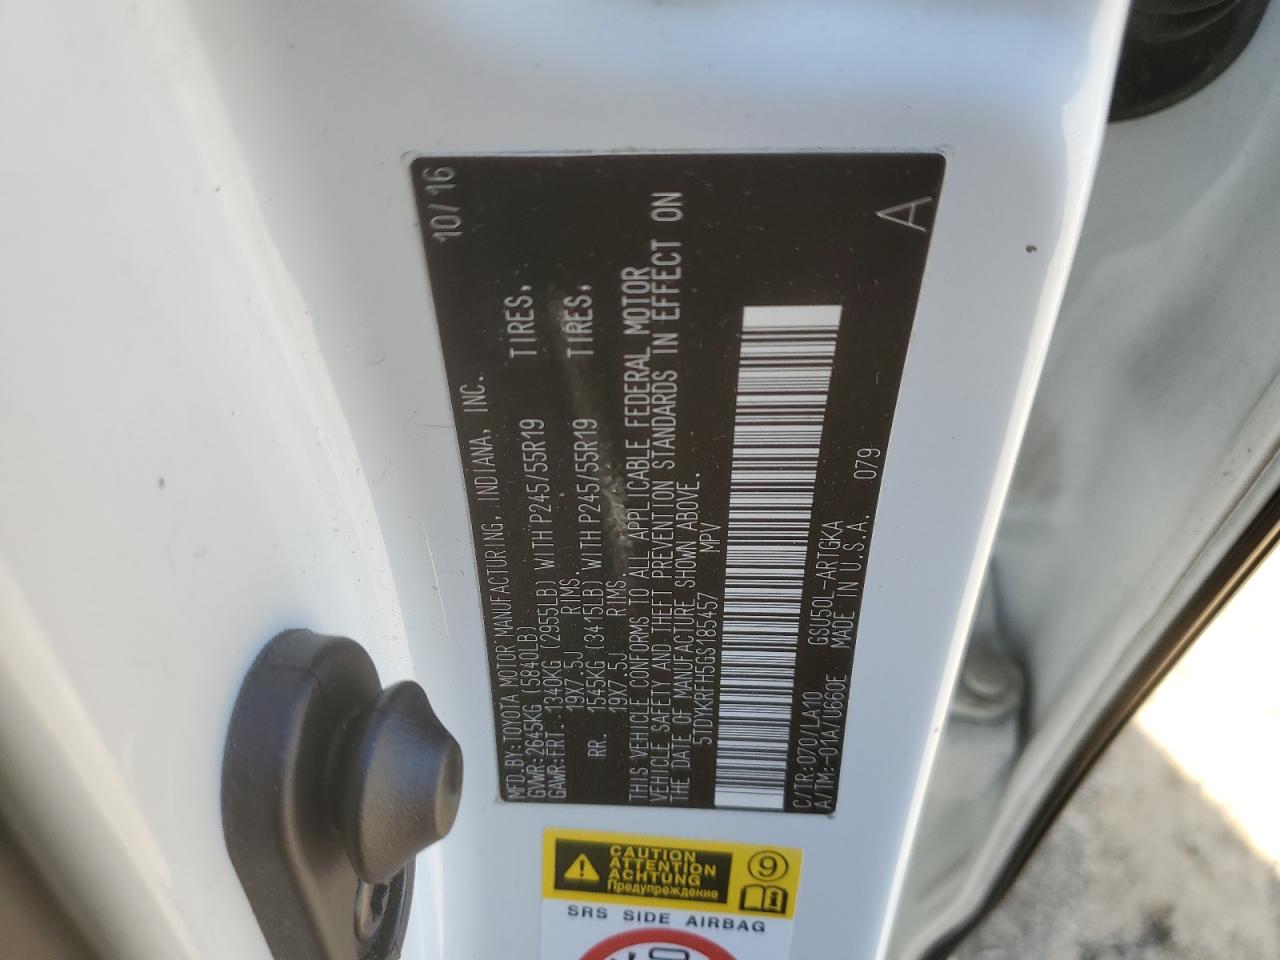 MFD.BY:TOYOTA MOTOR MANUFACTURING, INDIANA, INC. 10/16
GVWR:2645KG (5840LB)
GAWR:FRT. 1340KG (2955LB) WITH P245/55R19 TIRES,
19X7.5J RIMS.
RR. 1545KG (3415LB) WITH P245/55R19 TIRES,
19X7.5J RIMS.
THIS VEHICLE CONFORMS TO ALL APPLICABLE FEDERAL MOTOR
VEHICLE SAFETY AND THEFT PREVENTION STANDARDS IN EFFECT ON
THE DATE OF MANUFACTURE SHOWN ABOVE.
5TDYKRFH5GS185457 MPV
C/TR:070/LA10 GSU50L-ARTGKA 079
A/TM:-01A/U660E MADE IN U.S.A. A
CAUTION
ATTENTION
ACHTUNG
Предупреждение
9
SRS SIDE AIRBAG